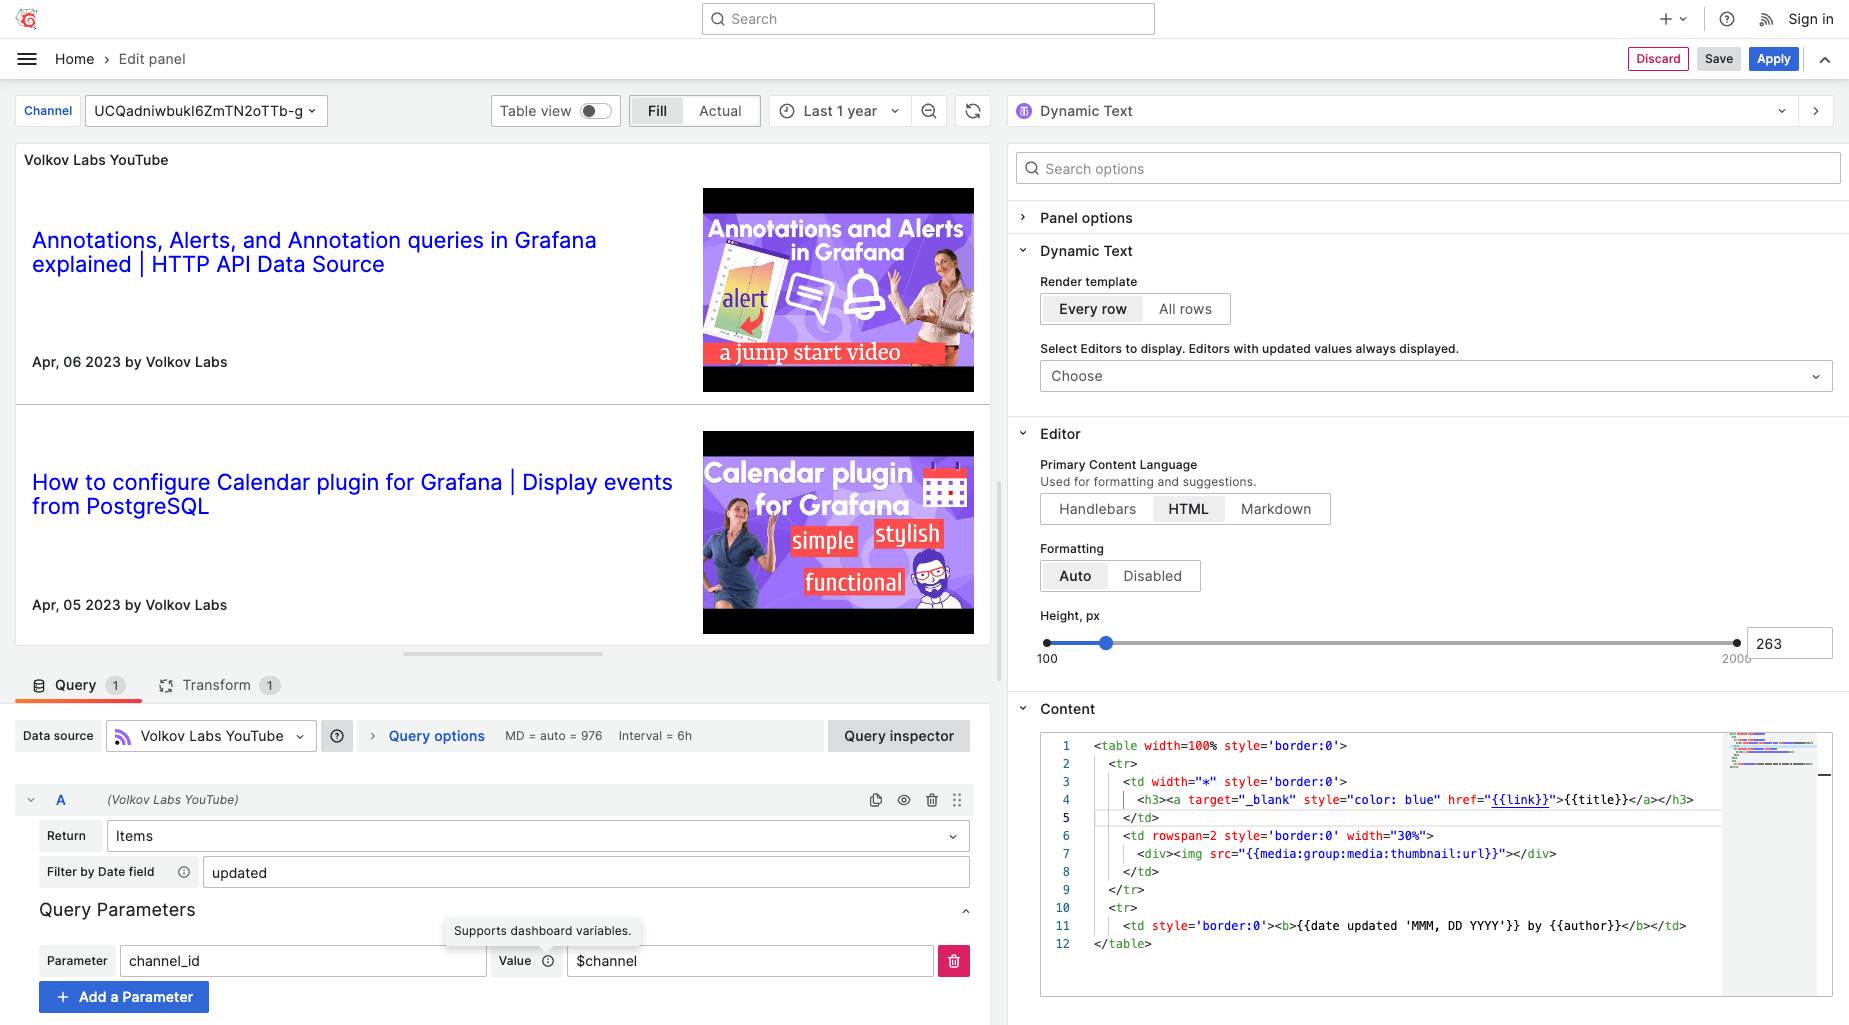 Search
Sign in
Home › Edit panel
Discard
Save
Apply
Channel
UCQadniwbukI6ZmTN2oTTb-g
Table view
Fill
Actual
Last 1 year
Dynamic Text
Volkov Labs YouTube
Annotations, Alerts, and Annotation queries in Grafana
explained | HTTP API Data Source
Apr, 06 2023 by Volkov Labs
Annotations and Alerts
in Grafana
alert
a jump start video
How to configure Calendar plugin for Grafana | Display events
from PostgreSQL
Apr, 05 2023 by Volkov Labs
Calendar plugin
for Grafana
simple
stylish
functional
Query 1
Transform 1
Data source
Volkov Labs YouTube
Query options
MD = auto = 976
Interval = 6h
Query inspector
A
(Volkov Labs YouTube)
Return
Items
Filter by Date field
updated
Query Parameters
Supports dashboard variables.
Parameter
channel_id
Value
$channel
+ Add a Parameter
Search options
Panel options
Dynamic Text
Render template
Every row
All rows
Select Editors to display. Editors with updated values always displayed.
Choose
Editor
Primary Content Language
Used for formatting and suggestions.
Handlebars
HTML
Markdown
Formatting
Auto
Disabled
Height, px
100
2000
263
Content
1 <table width=100% style='border:0'>
2 <tr>
3 <td width="*" style='border:0'>
4 <h3><a target="_blank" style="color: blue" href="{{link}}">{{title}}</a></h3>
5 </td>
6 <td rowspan=2 style='border:0' width="30%">
7 <div><img src="{{media:group:media:thumbnail:url}}"></div>
8 </td>
9 </tr>
10 <tr>
11 <td style='border:0'><b>{{date updated 'MMM, DD YYYY'}} by {{author}}</b></td>
12 </table>